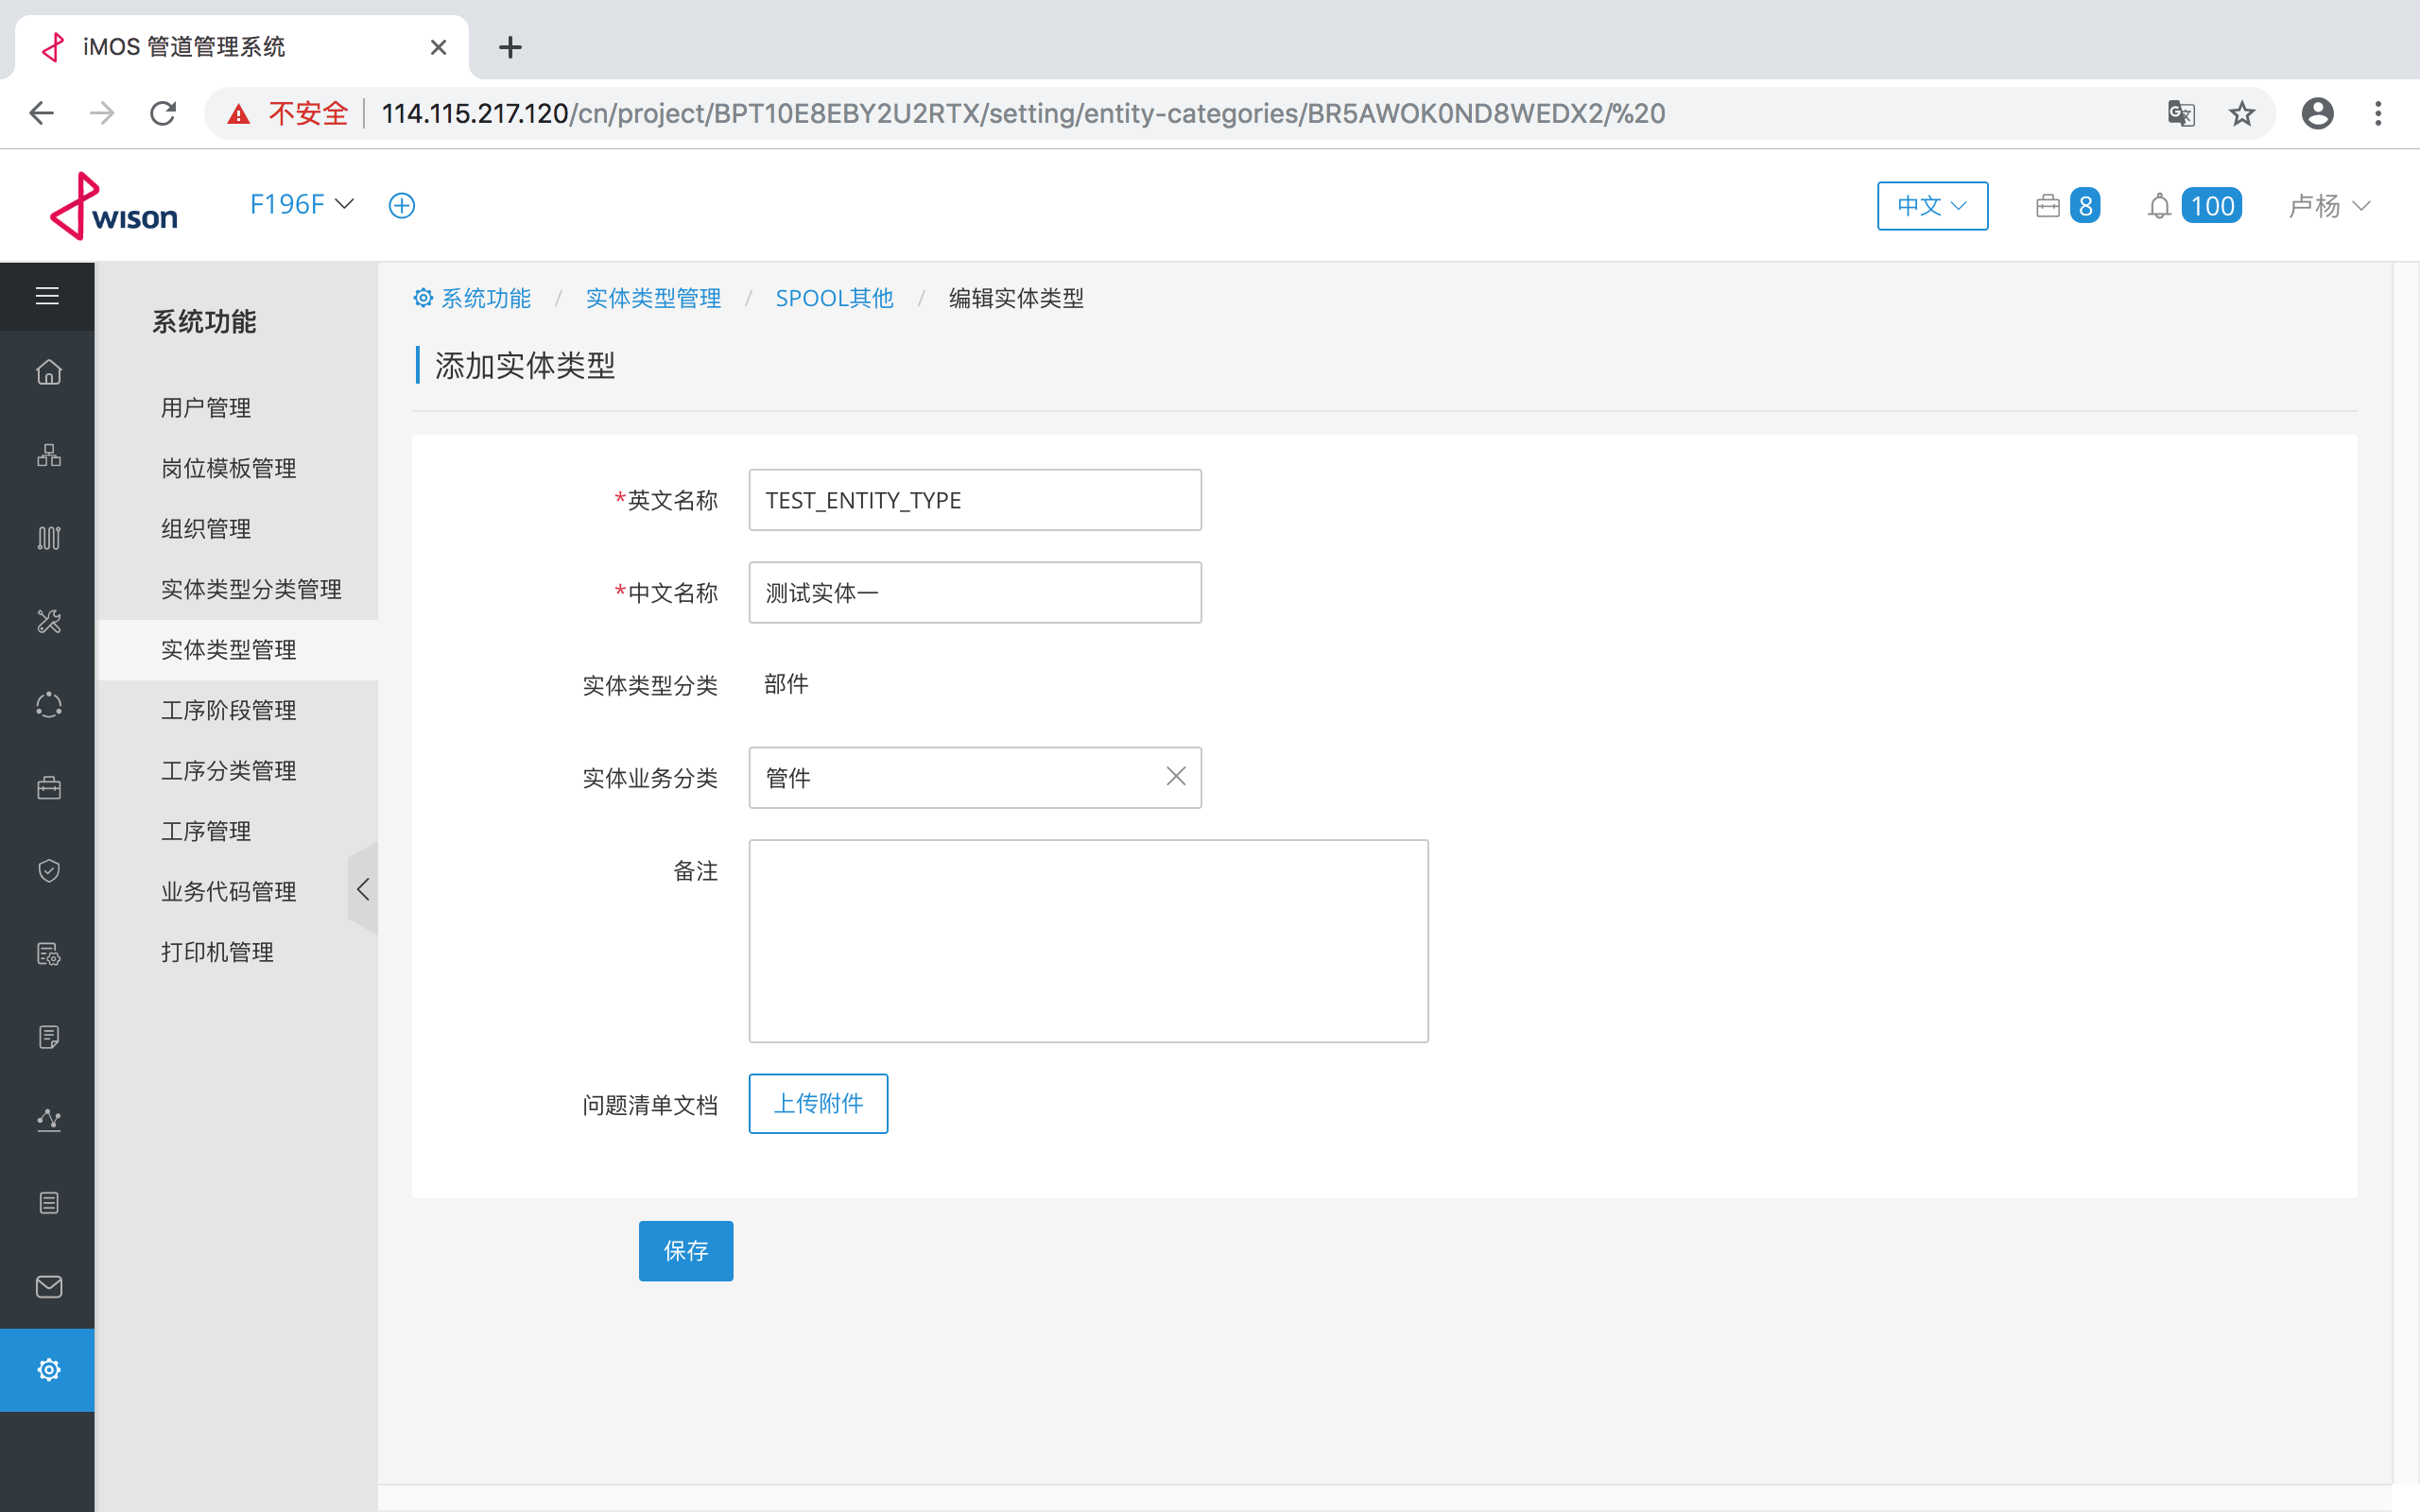 iMOS 管道管理系统
不安全 114.115.217.120/cn/project/BPT10E8EBY2U2RTX/setting/entity-categories/BR5AWOK0ND8WEDX2/%20
wison F196F 中文 8 100 卢杨
系统功能 / 实体类型管理 / SPOOL其他 / 编辑实体类型
系统功能
用户管理
岗位模板管理
组织管理
实体类型分类管理
实体类型管理
工序阶段管理
工序分类管理
工序管理
业务代码管理
打印机管理
添加实体类型
*英文名称 TEST_ENTITY_TYPE
*中文名称 测试实体一
实体类型分类 部件
实体业务分类 管件
备注
问题清单文档 上传附件
保存